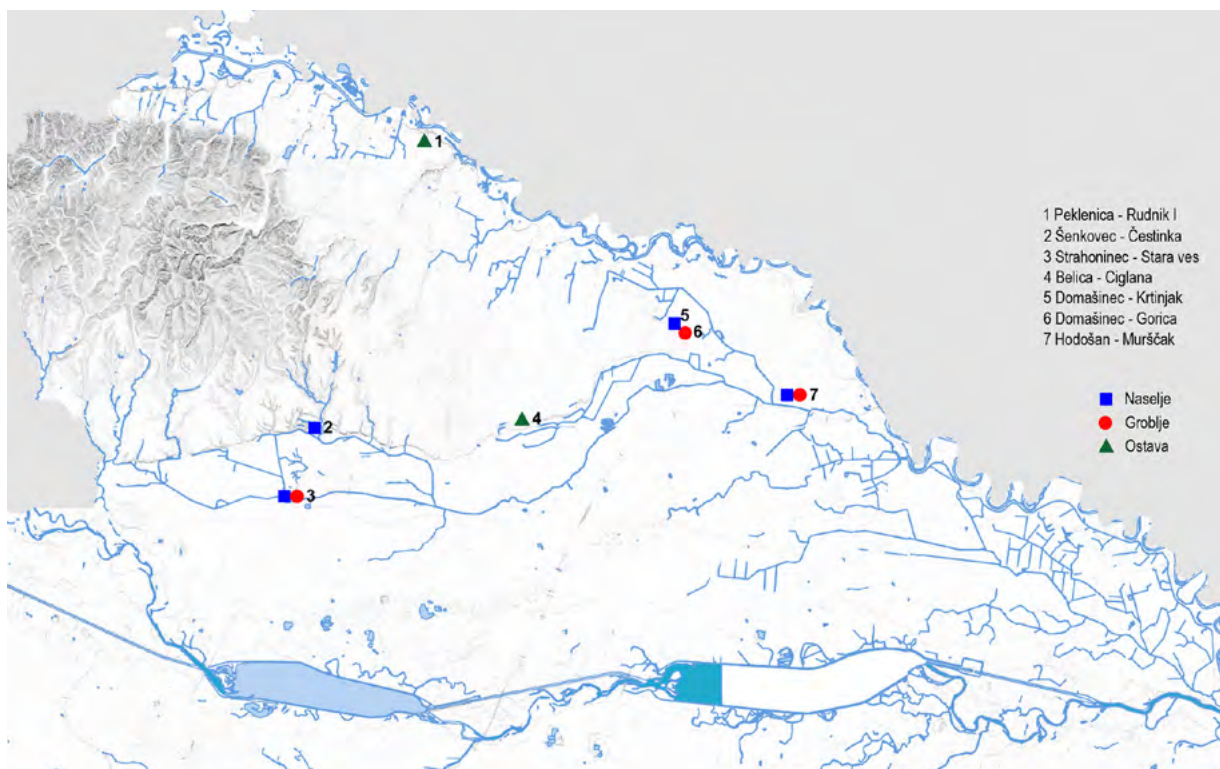 1
5
6
7
4
2
3
1 Peklenica - Rudnik I
2 Šenkovec - Čestinka
3 Strahoninec - Stara ves
4 Belica - Ciglana
5 Domašinec - Krtinjak
6 Domašinec - Gorica
7 Hodošan - Murščak
Naselje
Groblje
Ostava